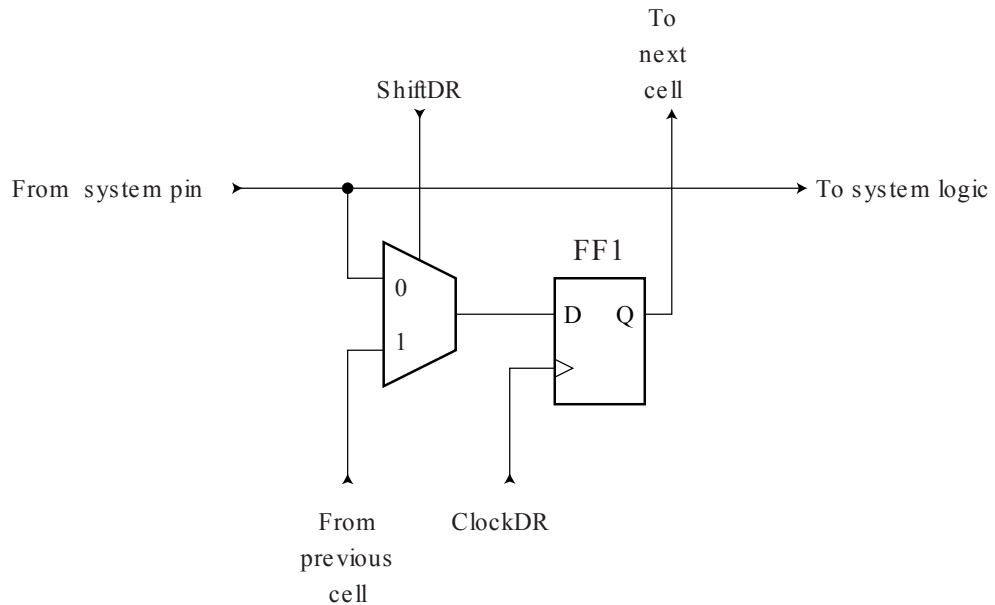 To
next
cell
ShiftDR
From system pin
To system logic
FF1
0
D Q
1
From
previous
cell
ClockDR